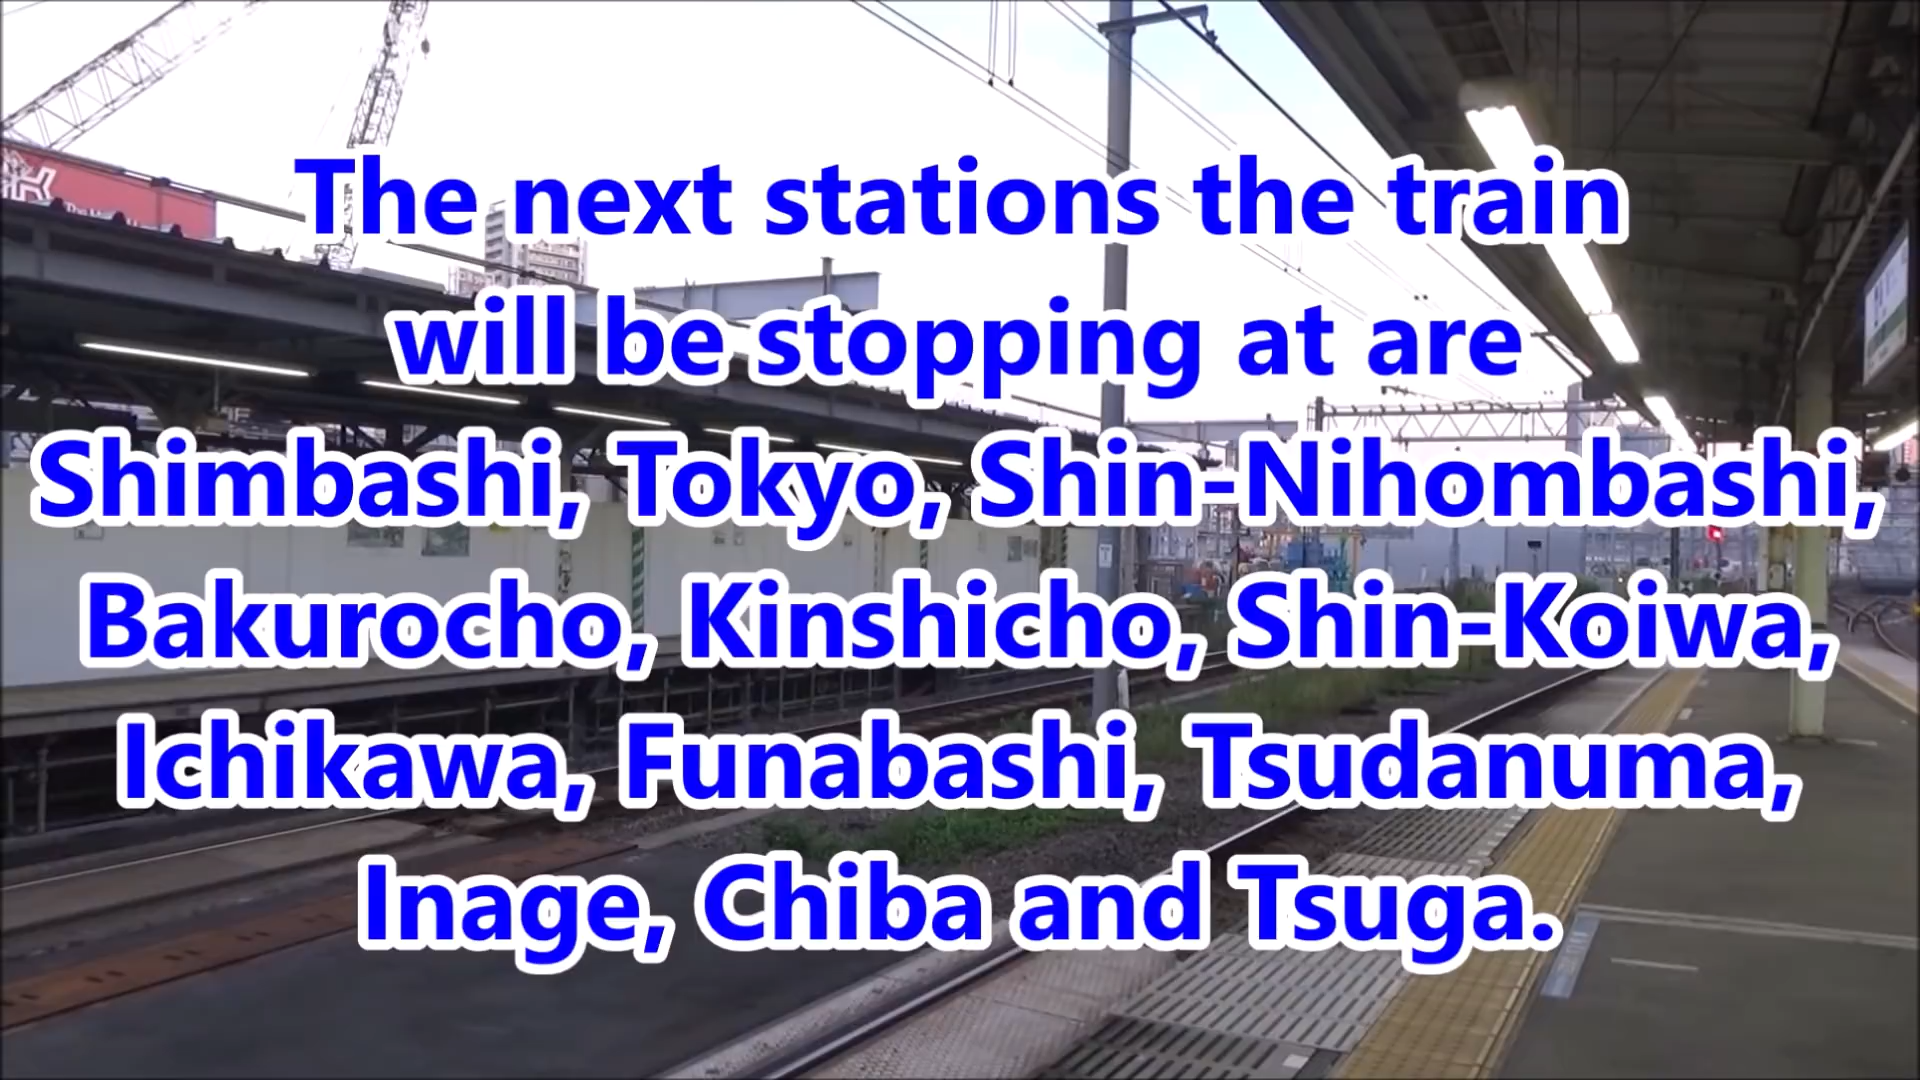 The next stations the train
will be stopping at are
Shimbashi, Tokyo, Shin-Nihombashi,
Bakurocho, Kinshicho, Shin-Koiwa,
Ichikawa, Funabashi, Tsudanuma,
Inage, Chiba and Tsuga.